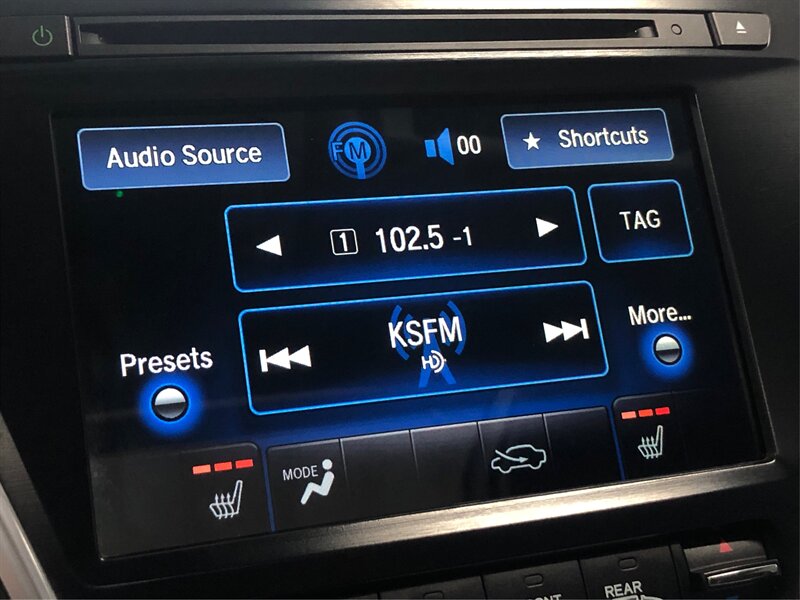 Audio Source
FM
00
Shortcuts
1 102.5 -1
TAG
KSFM
HD
Presets
More...
MODE
REAR